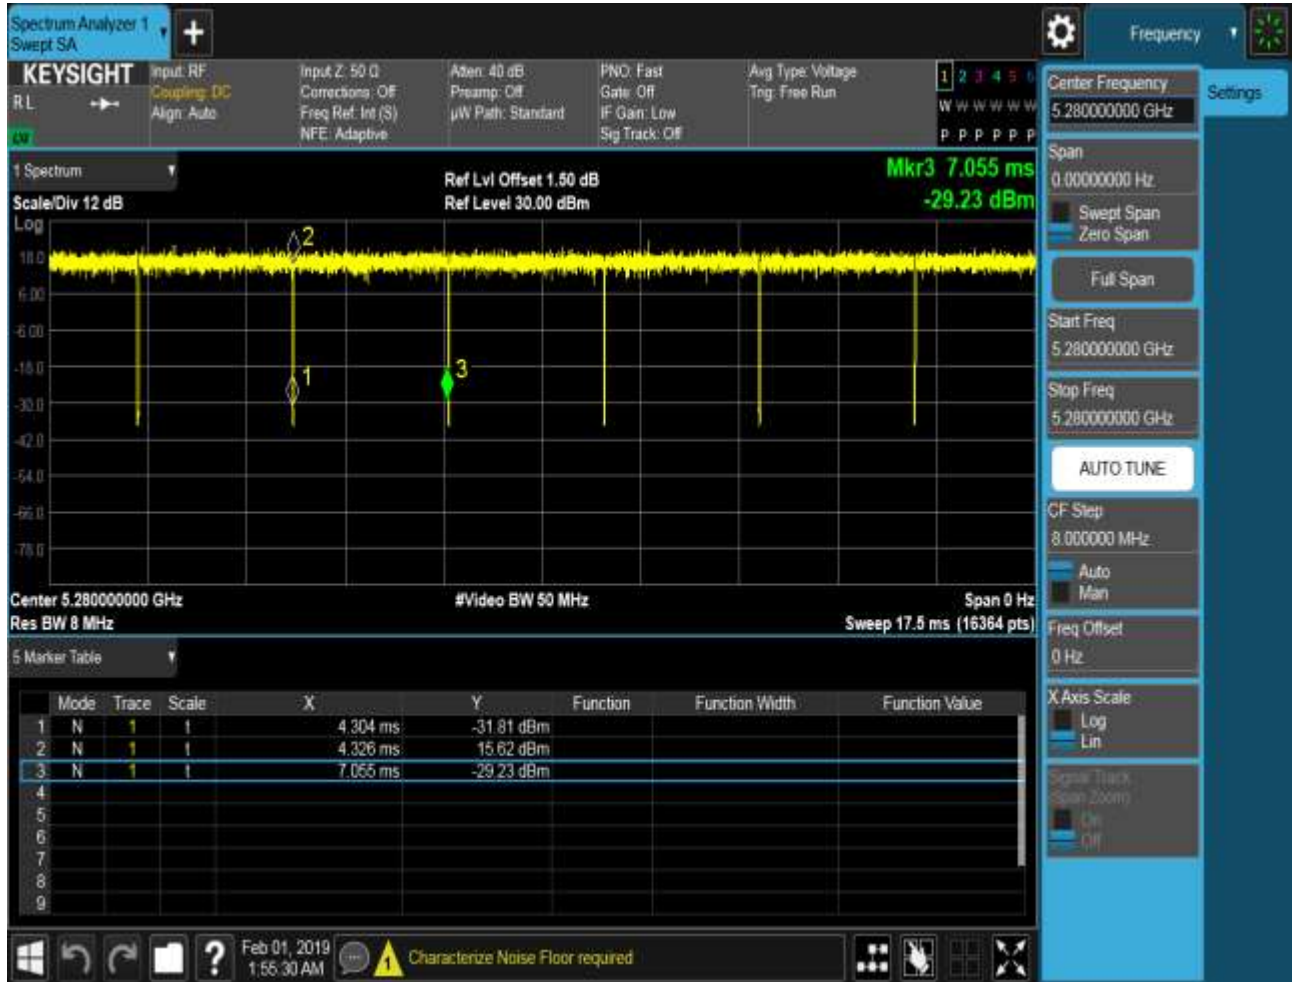 Spectrum Analyzer 1
Swept SA
+
Frequency
KEYSIGHT
RL
Input: RF
Coupling: DC
Align: Auto
Input Z: 50 Ω
Corrections: Off
Freq Ref: Int (S)
NFE: Adaptive
Atten: 40 dB
Preamp: Off
µW Path: Standard
PNO: Fast
Gate: Off
IF Gain: Low
Sig Track: Off
Avg Type: Voltage
Trig: Free Run
1 2 3 4 5 6
W W W W W W
P P P P P P
1 Spectrum
Scale/Div 12 dB
Ref Lvl Offset 1.50 dB
Ref Level 30.00 dBm
Mkr3 7.055 ms
-29.23 dBm
Log
18.0
6.00
-6.00
-18.0
-30.0
-42.0
-54.0
-66.0
-78.0
2
1
3
Center 5.280000000 GHz
Res BW 8 MHz
#Video BW 50 MHz
Span 0 Hz
Sweep 17.5 ms (16364 pts)
5 Marker Table
Mode Trace Scale X Y Function Function Width Function Value
1 N 1 t 4.304 ms -31.81 dBm
2 N 1 t 4.326 ms 15.62 dBm
3 N 1 t 7.055 ms -29.23 dBm
4
5
6
7
8
9
Feb 01, 2019
1:55:30 AM
?
1
Characterize Noise Floor required
Center Frequency
5.280000000 GHz
Settings
Span
0.00000000 Hz
Swept Span
Zero Span
Full Span
Start Freq
5.280000000 GHz
Stop Freq
5.280000000 GHz
AUTO TUNE
CF Step
8.000000 MHz
Auto
Man
Freq Offset
0 Hz
X Axis Scale
Log
Lin
Signal Track
(Span Zoom)
On
Off